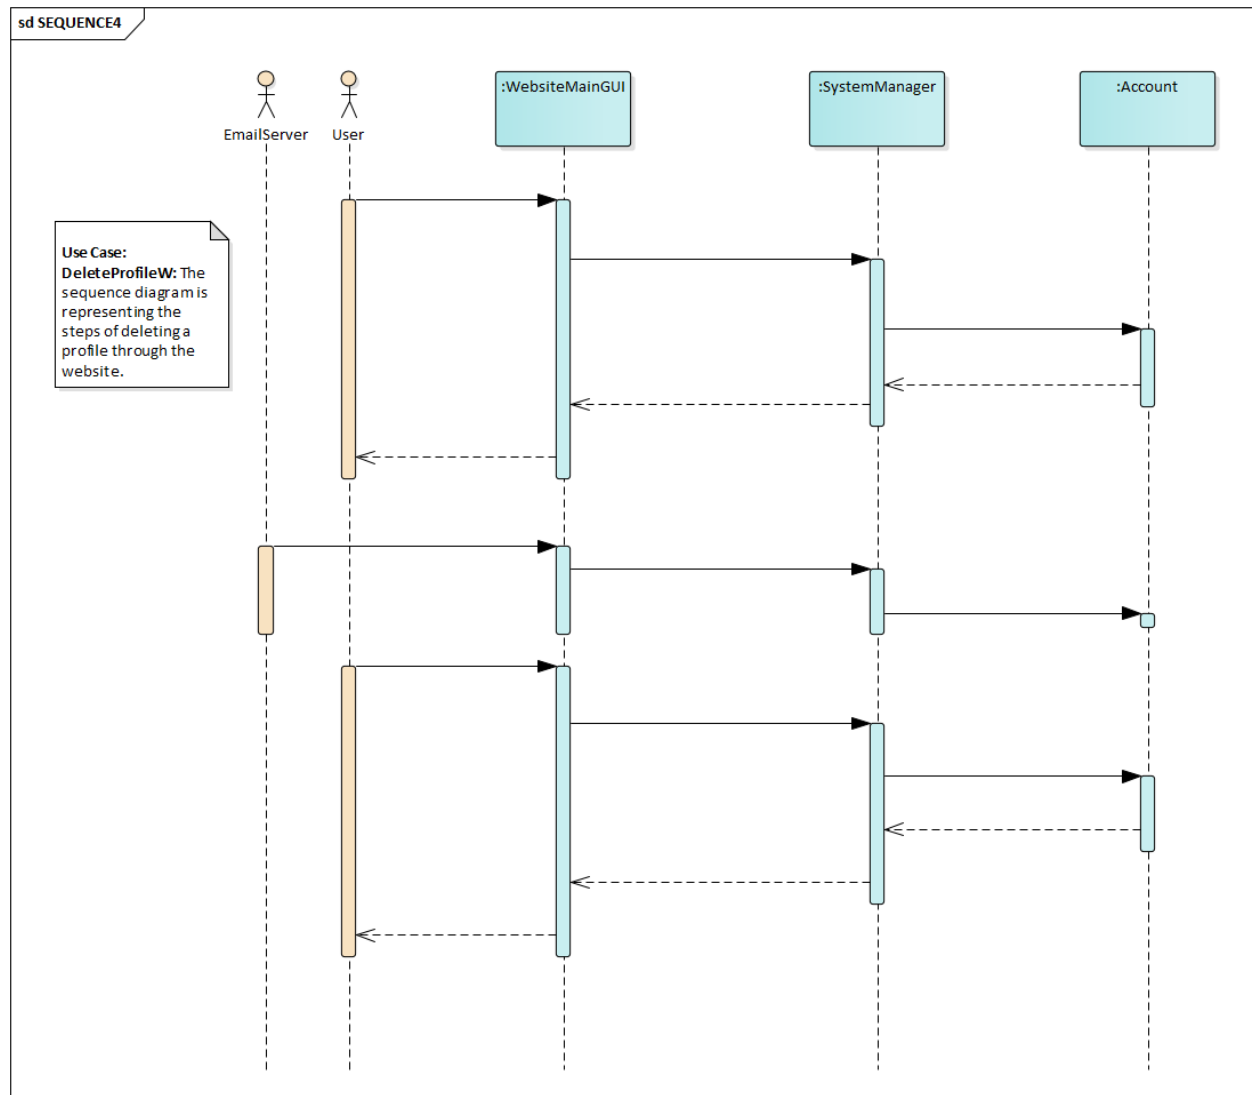 sd SEQUENCE4
EmailServer
User
:WebsiteMainGUI
:SystemManager
:Account
Use Case:
DeleteProfileW: The
sequence diagram is
representing the
steps of deleting a
profile through the
website.